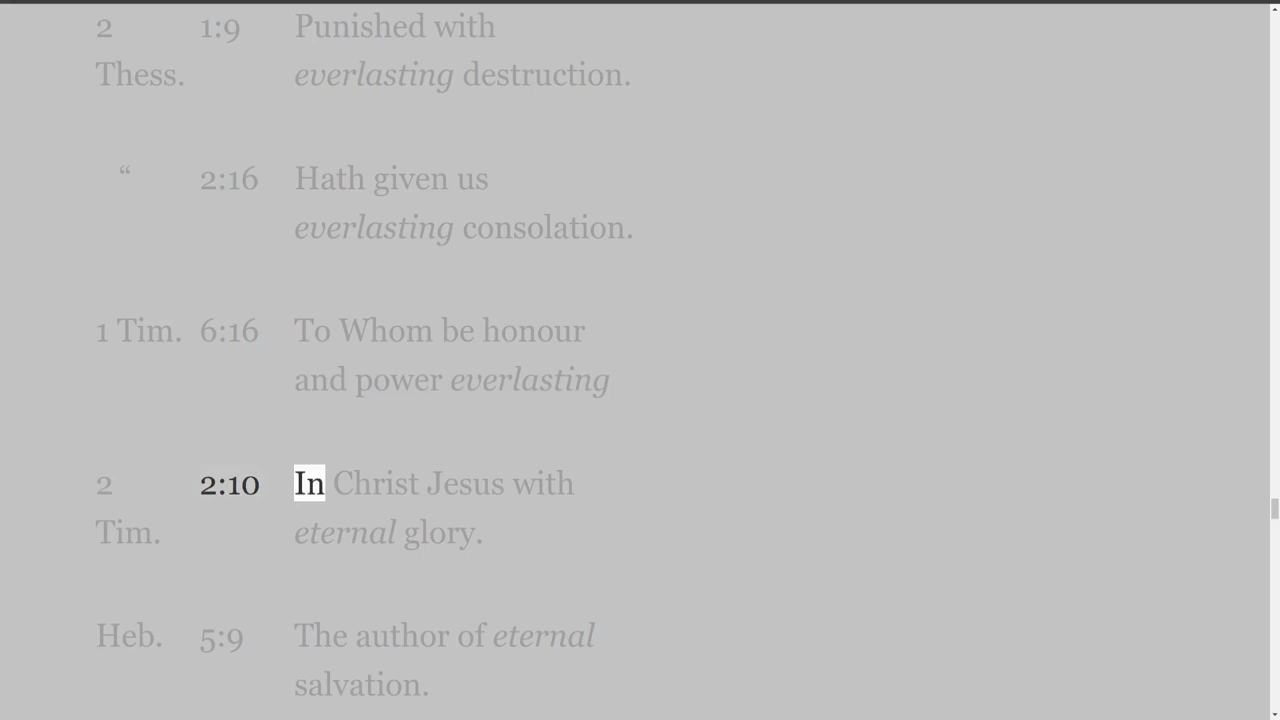 2 1:9 Punished with
Thess. everlasting destruction.
“ 2:16 Hath given us
everlasting consolation.
1 Tim. 6:16 To Whom be honour
and power everlasting
2 2:10 In Christ Jesus with
Tim. eternal glory.
Heb. 5:9 The author of eternal
salvation.